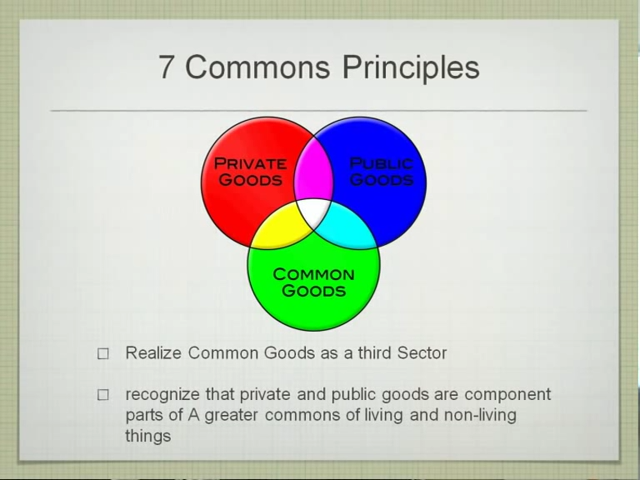 7 Commons Principles
PRIVATE
GOODS
PUBLIC
GOODS
COMMON
GOODS
Realize Common Goods as a third Sector
recognize that private and public goods are component
parts of A greater commons of living and non-living
things